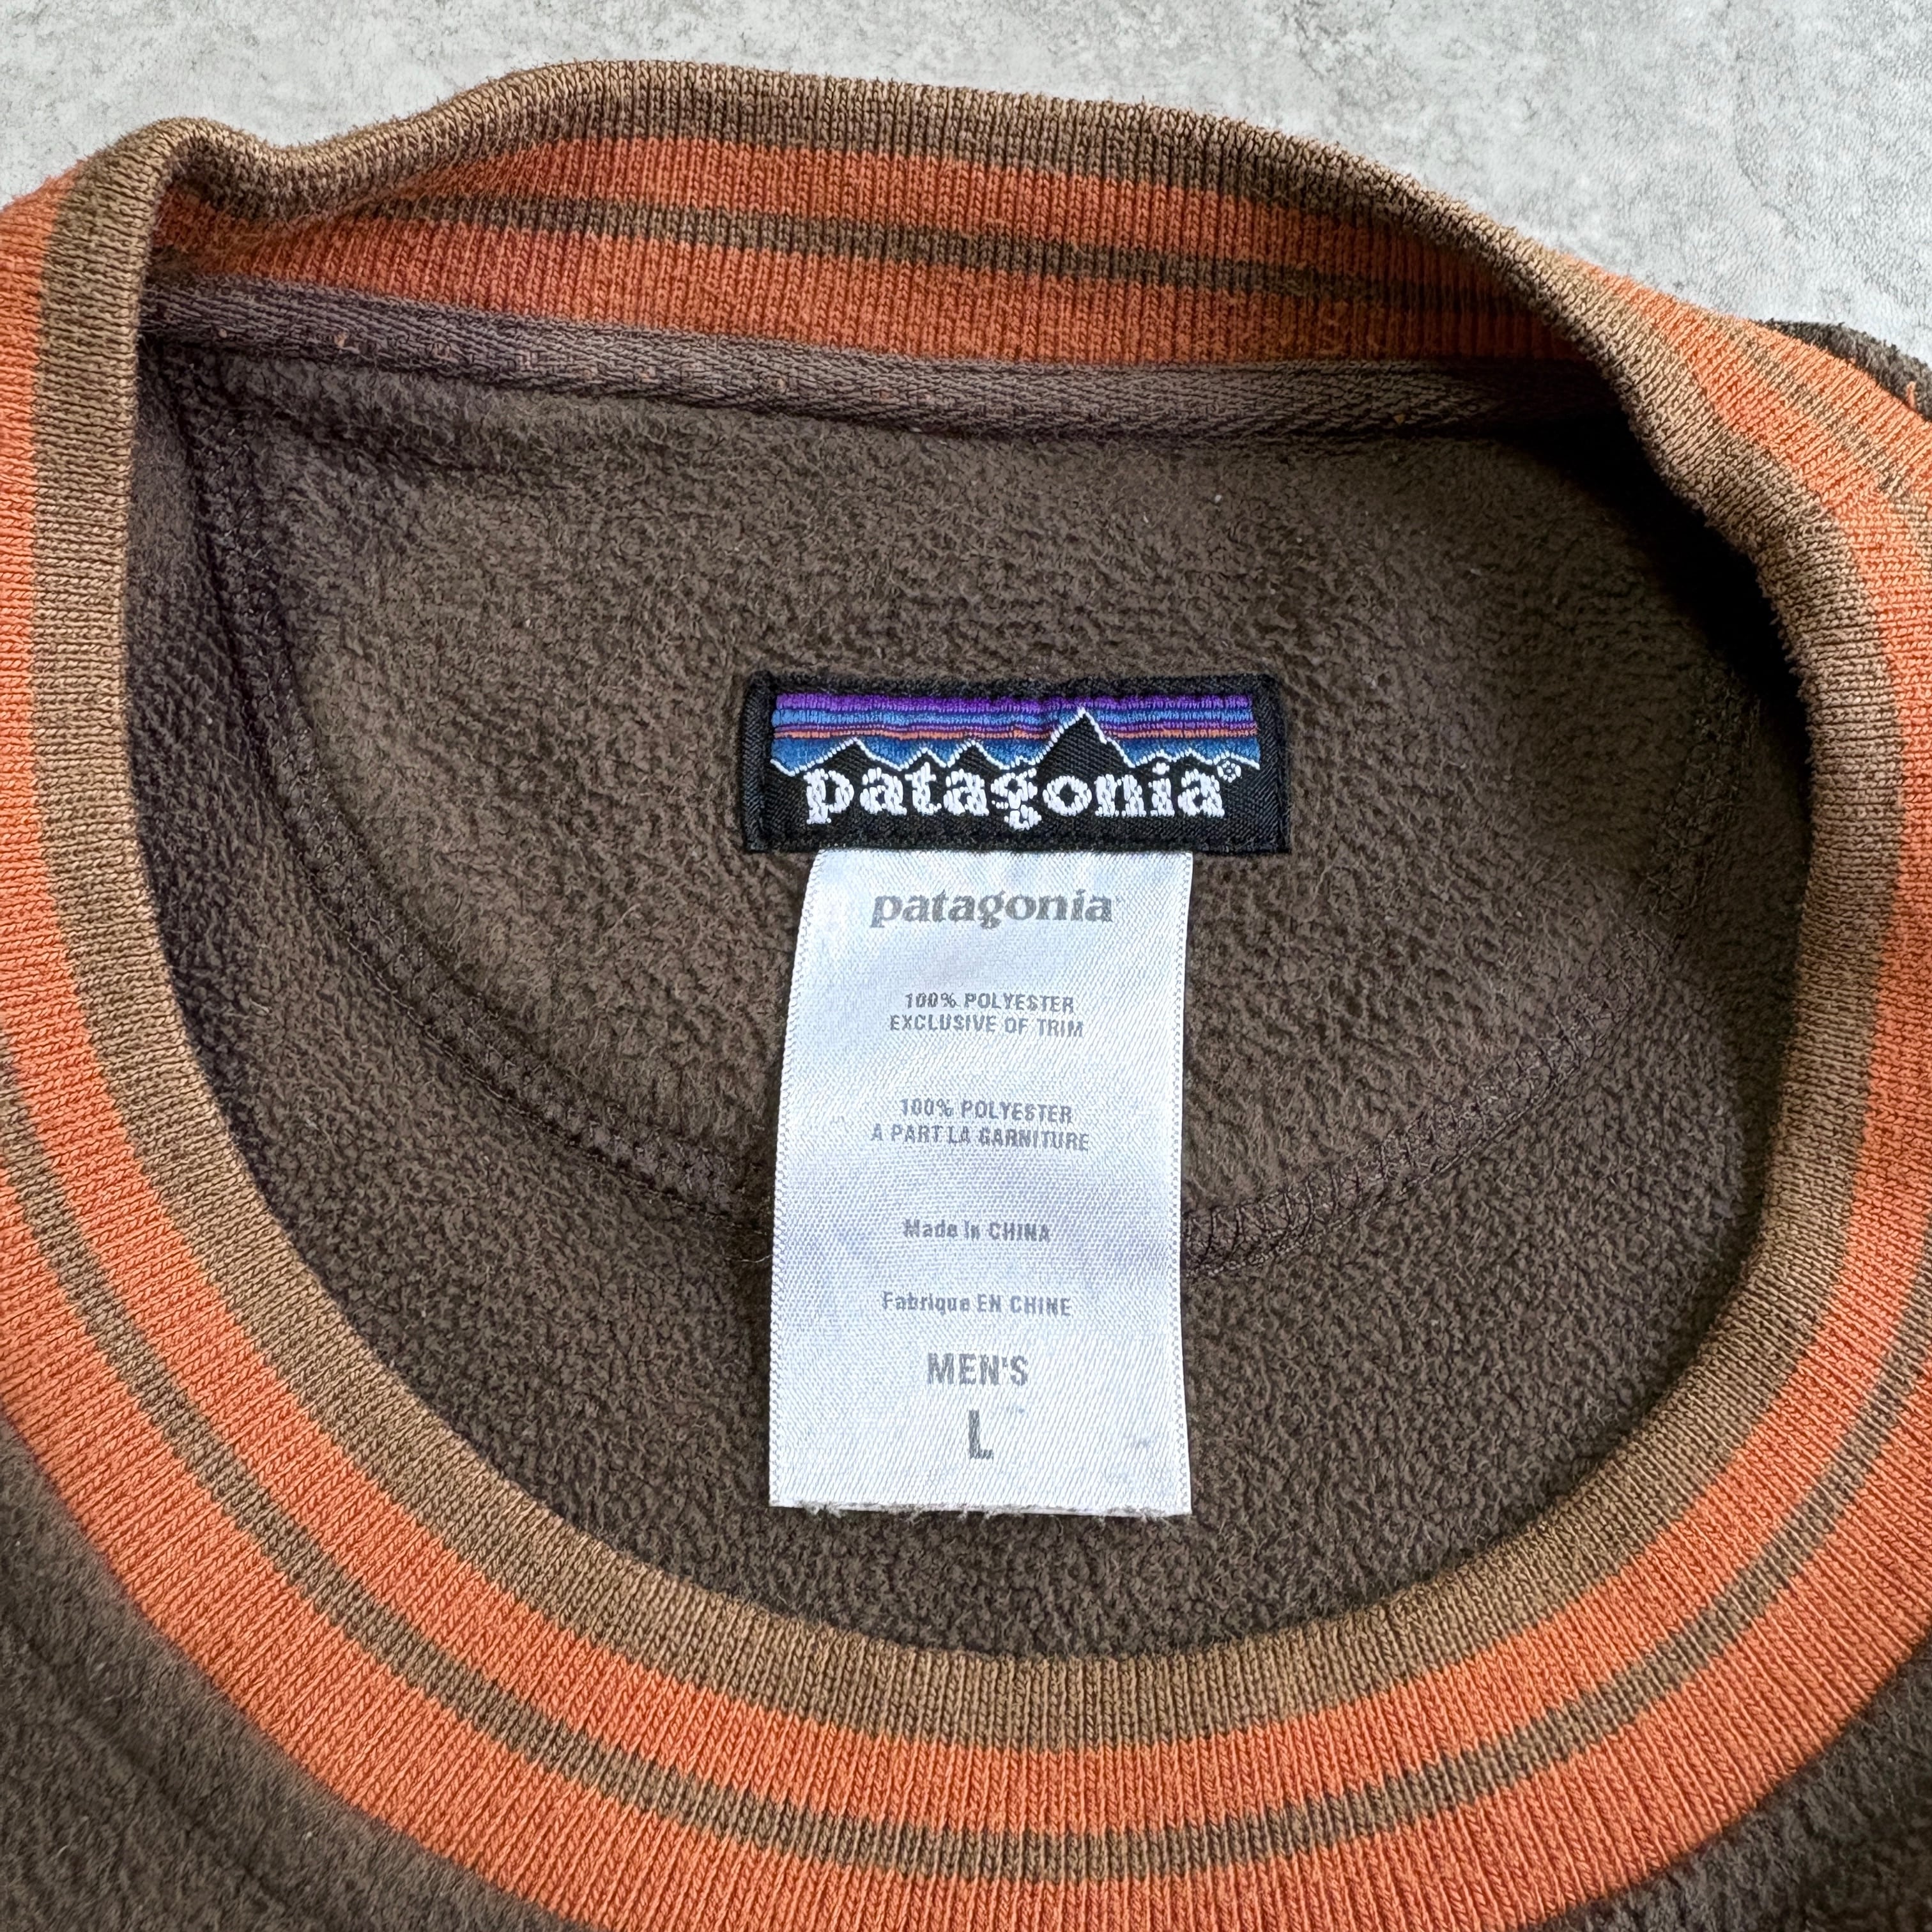 patagonia®
patagonia
100% POLYESTER
EXCLUSIVE OF TRIM
100% POLYESTER
A PART LA GARNITURE
Made in CHINA
Fabrique EN CHINE
MEN'S
L